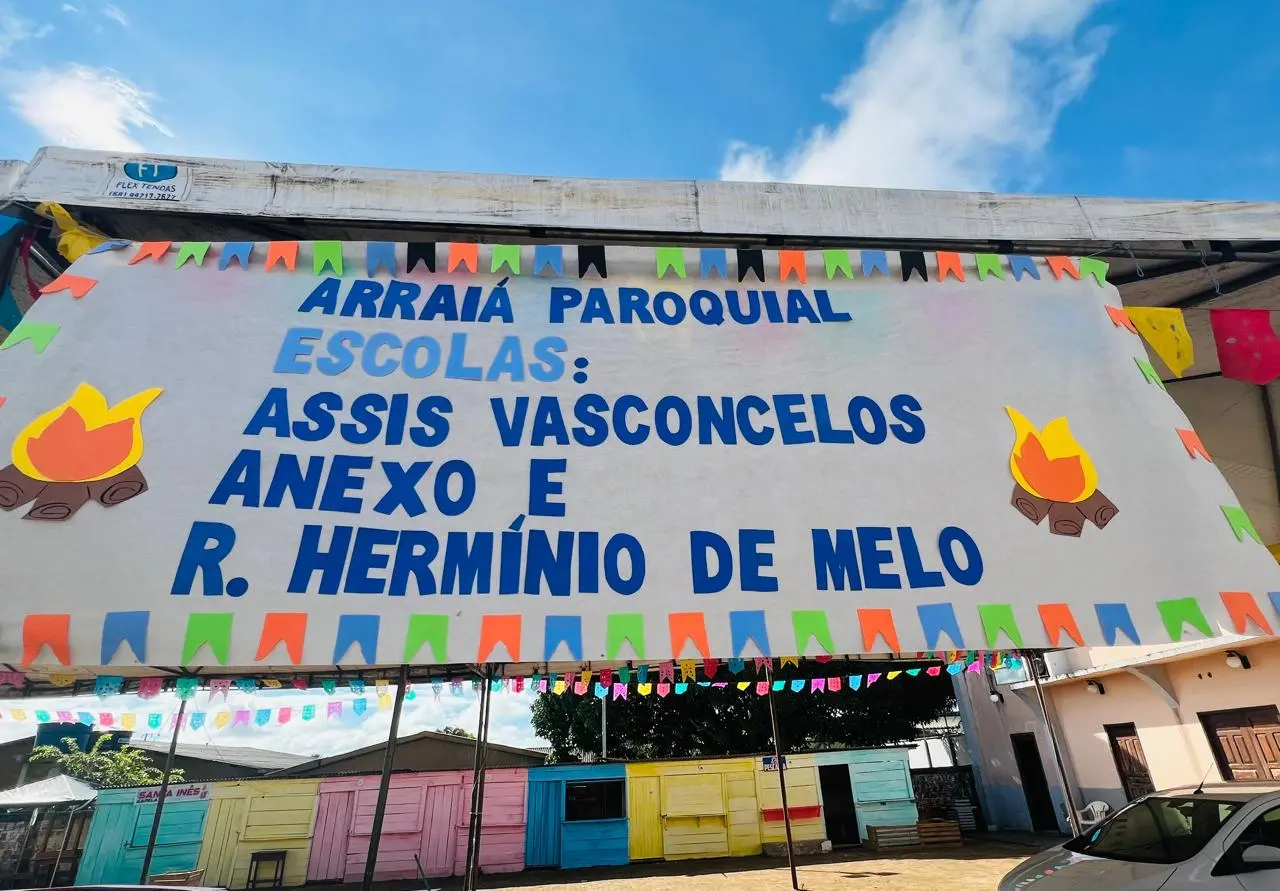 FLEX TENDAS
ARRAIÁ PAROQUIAL
ESCOLAS:
ASSIS VASCONCELOS
ANEXO E
R. HERMÍNIO DE MELO
SANTA INÊS